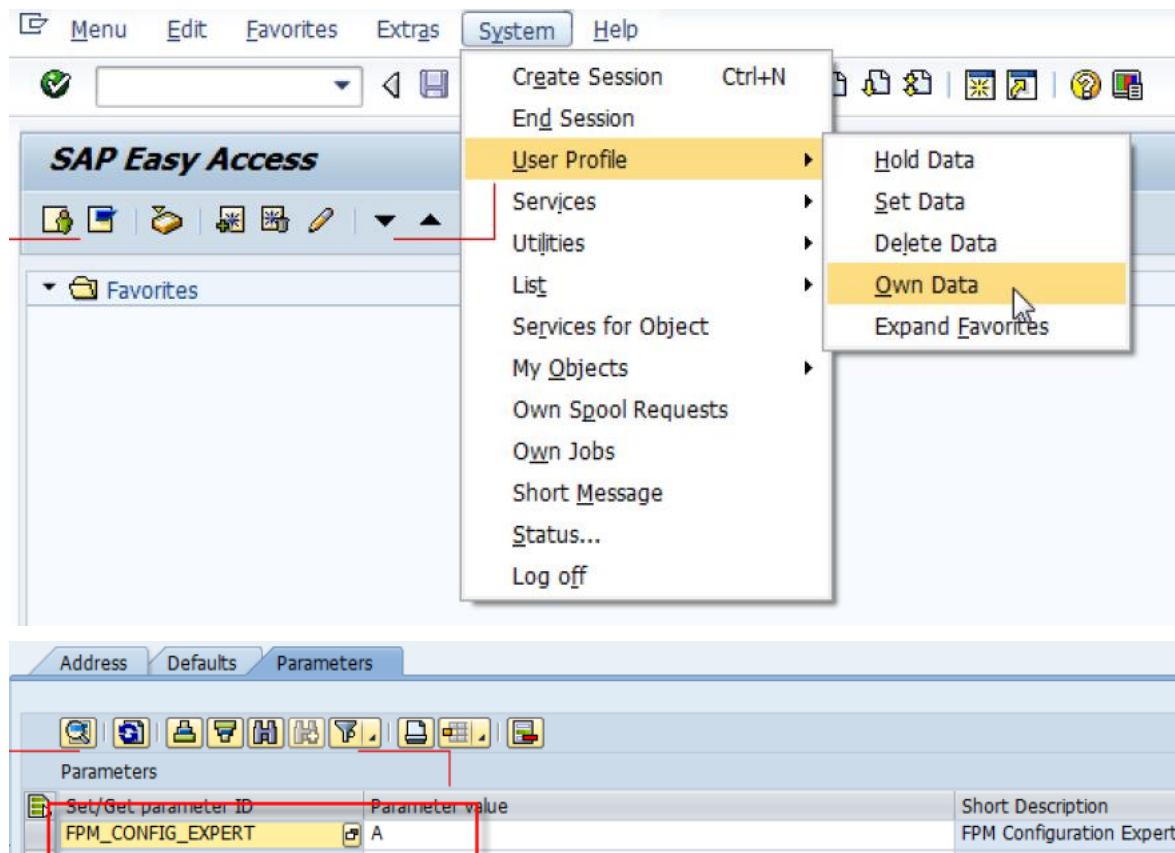 Menu Edit Favorites Extras System Help
Create Session Ctrl+N
End Session
SAP Easy Access
User Profile
Hold Data
Services
Set Data
Utilities
Delete Data
Favorites
List
Own Data
Services for Object
Expand Favorites
My Objects
Own Spool Requests
Own Jobs
Short Message
Status...
Log off
Address Defaults Parameters
Parameters
Set/Get parameter ID Parameter value Short Description
FPM_CONFIG_EXPERT A FPM Configuration Expert